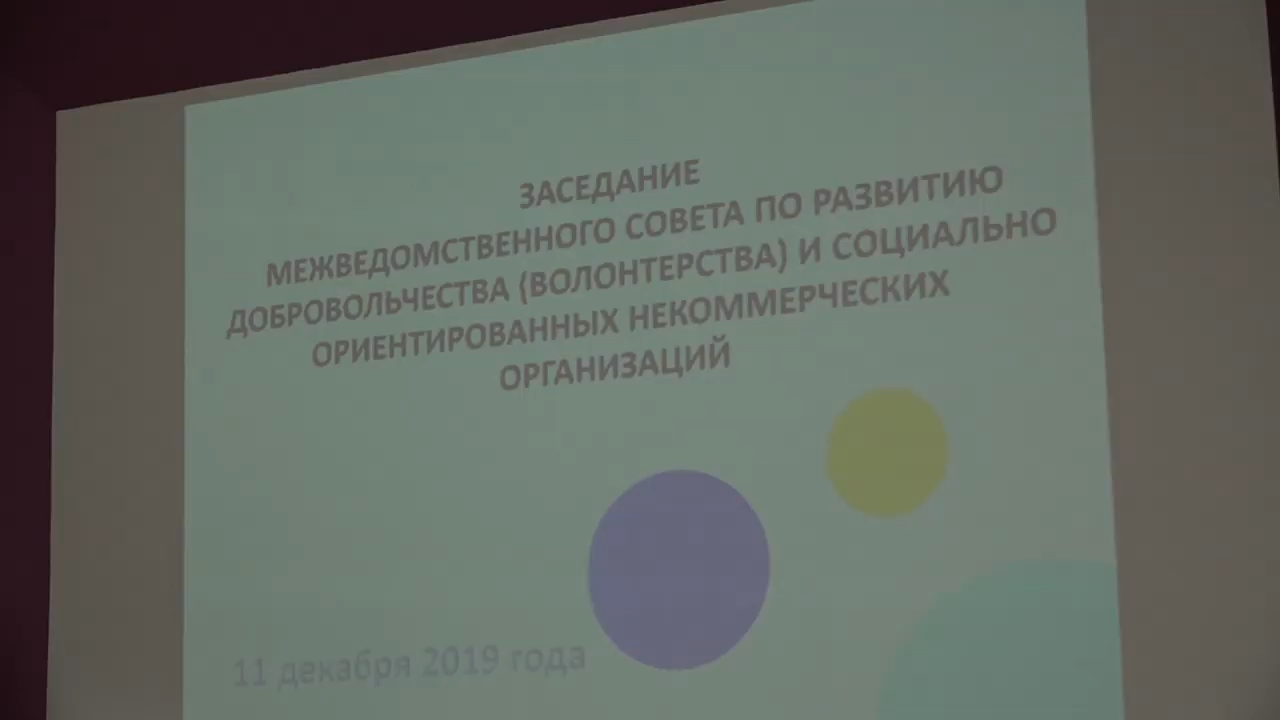 ЗАСЕДАНИЕ
МЕЖВЕДОМСТВЕННОГО СОВЕТА ПО РАЗВИТИЮ
ДОБРОВОЛЬЧЕСТВА (ВОЛОНТЕРСТВА) И СОЦИАЛЬНО
ОРИЕНТИРОВАННЫХ НЕКОММЕРЧЕСКИХ
ОРГАНИЗАЦИЙ
11 декабря 2019 года